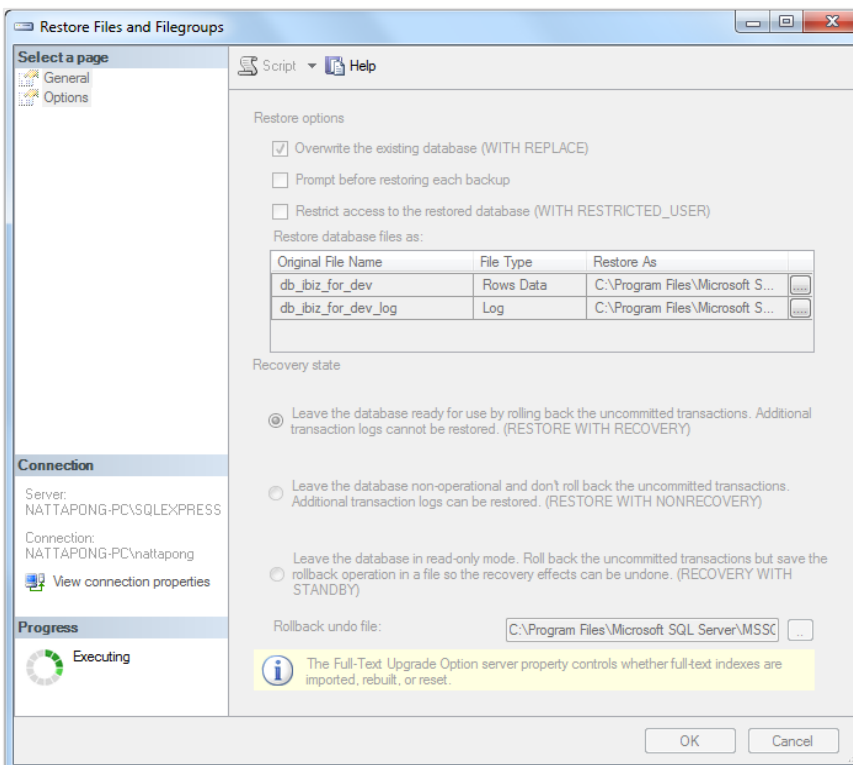 Restore Files and Filegroups
Select a page
General
Options
Script
Help
Restore options
Overwrite the existing database (WITH REPLACE)
Prompt before restoring each backup
Restrict access to the restored database (WITH RESTRICTED_USER)
Restore database files as:
Original File Name File Type Restore As
db_ibiz_for_dev Rows Data C:\Program Files\Microsoft S... ...
db_ibiz_for_dev_log Log C:\Program Files\Microsoft S... ...
Recovery state
Leave the database ready for use by rolling back the uncommitted transactions. Additional
transaction logs cannot be restored. (RESTORE WITH RECOVERY)
Leave the database non-operational and don't roll back the uncommitted transactions.
Additional transaction logs can be restored. (RESTORE WITH NONRECOVERY)
Leave the database in read-only mode. Roll back the uncommitted transactions but save the
rollback operation in a file so the recovery effects can be undone. (RECOVERY WITH
STANDBY)
Rollback undo file: C:\Program Files\Microsoft SQL Server\MSSQ ..
The Full-Text Upgrade Option server property controls whether full-text indexes are
imported, rebuilt, or reset.
Connection
Server:
NATTAPONG-PC\SQLEXPRESS
Connection:
NATTAPONG-PC\nattapong
View connection properties
Progress
Executing
OK
Cancel